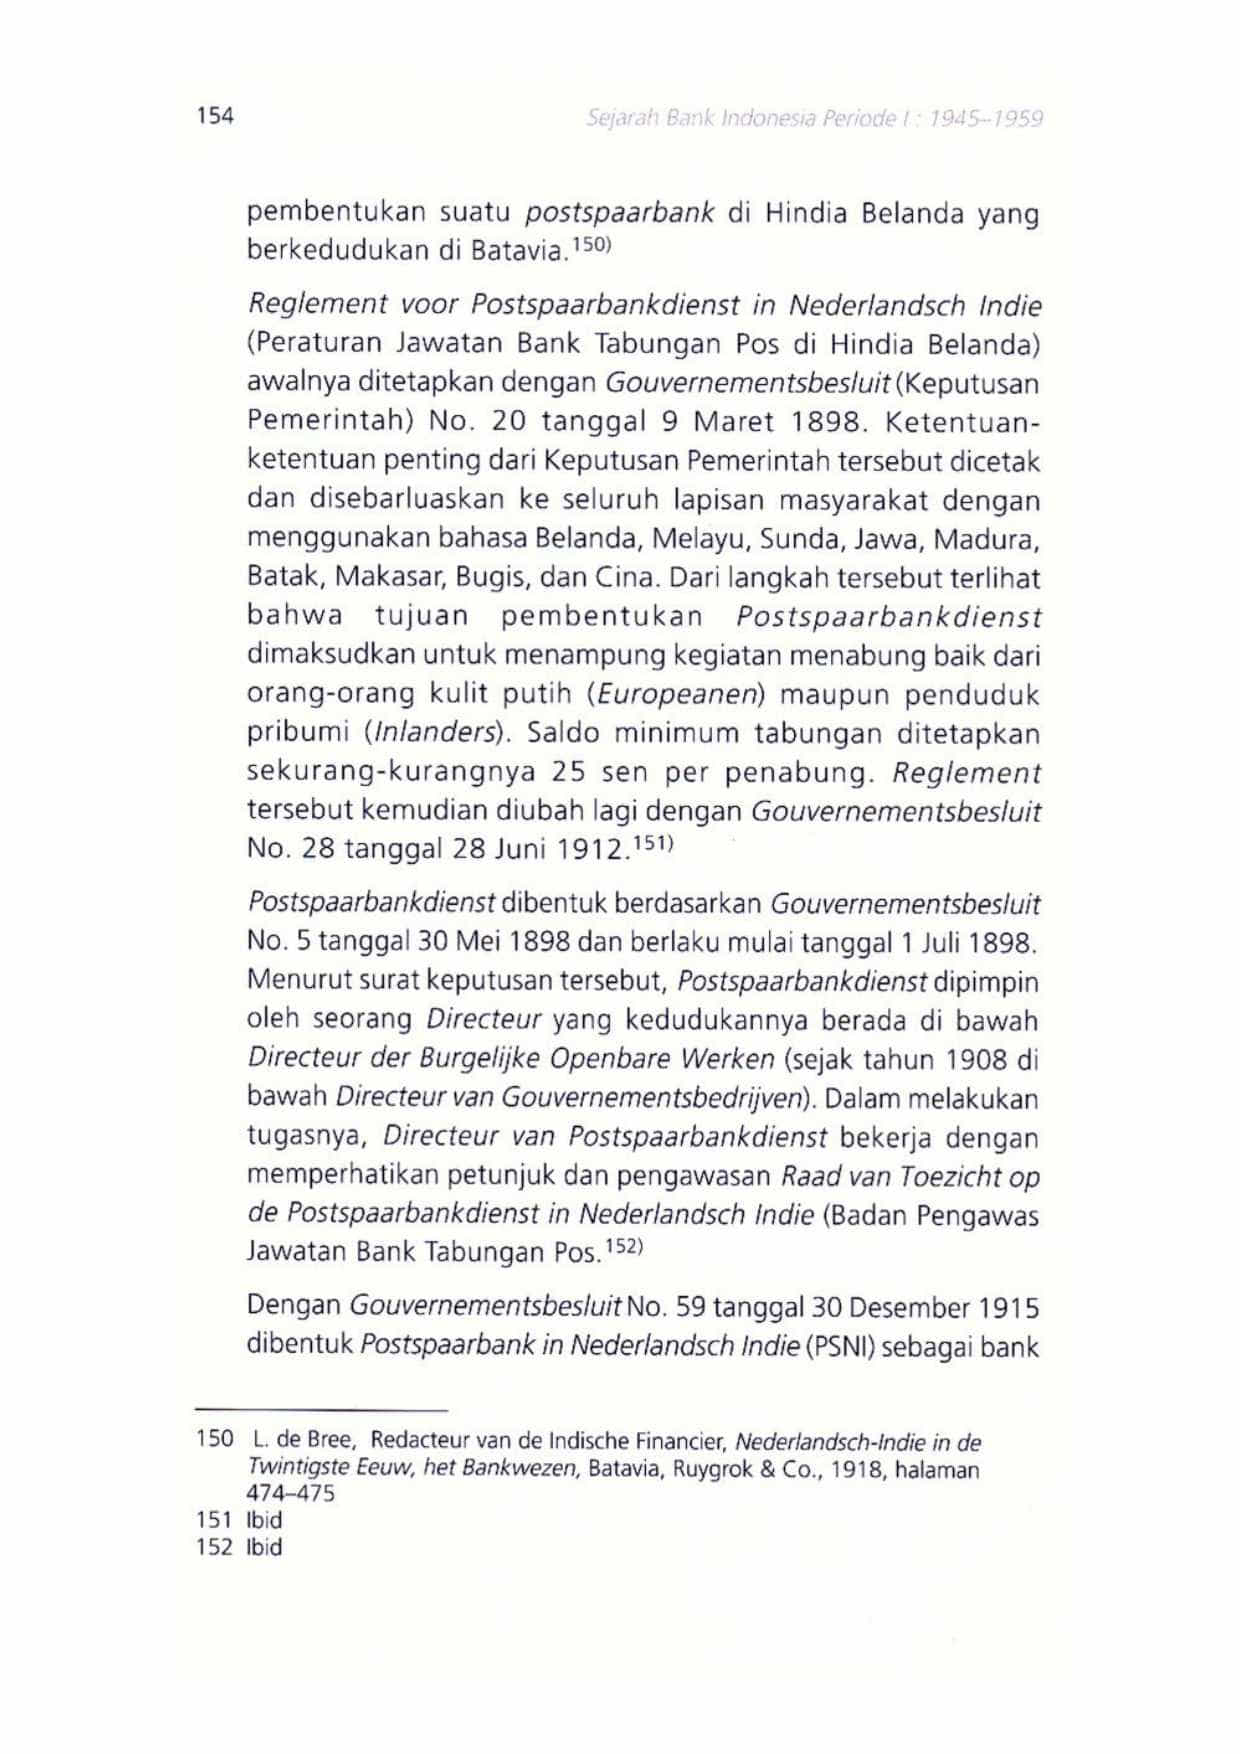 154
Sejarah Bank Indonesia Periode I : 1945–1959
pembentukan suatu postspaarbank di Hindia Belanda yang
berkedudukan di Batavia.150)
Reglement voor Postspaarbankdienst in Nederlandsch Indie
(Peraturan Jawatan Bank Tabungan Pos di Hindia Belanda)
awalnya ditetapkan dengan Gouvernementsbesluit (Keputusan
Pemerintah) No. 20 tanggal 9 Maret 1898. Ketentuan-
ketentuan penting dari Keputusan Pemerintah tersebut dicetak
dan disebarluaskan ke seluruh lapisan masyarakat dengan
menggunakan bahasa Belanda, Melayu, Sunda, Jawa, Madura,
Batak, Makasar, Bugis, dan Cina. Dari langkah tersebut terlihat
bahwa tujuan pembentukan Postspaarbankdienst
dimaksudkan untuk menampung kegiatan menabung baik dari
orang-orang kulit putih (Europeanen) maupun penduduk
pribumi (Inlanders). Saldo minimum tabungan ditetapkan
sekurang-kurangnya 25 sen per penabung. Reglement
tersebut kemudian diubah lagi dengan Gouvernementsbesluit
No. 28 tanggal 28 Juni 1912.151)
Postspaarbankdienst dibentuk berdasarkan Gouvernementsbesluit
No. 5 tanggal 30 Mei 1898 dan berlaku mulai tanggal 1 Juli 1898.
Menurut surat keputusan tersebut, Postspaarbankdienst dipimpin
oleh seorang Directeur yang kedudukannya berada di bawah
Directeur der Burgelijke Openbare Werken (sejak tahun 1908 di
bawah Directeur van Gouvernementsbedrijven). Dalam melakukan
tugasnya, Directeur van Postspaarbankdienst bekerja dengan
memperhatikan petunjuk dan pengawasan Raad van Toezicht op
de Postspaarbankdienst in Nederlandsch Indie (Badan Pengawas
Jawatan Bank Tabungan Pos.152)
Dengan Gouvernementsbesluit No. 59 tanggal 30 Desember 1915
dibentuk Postspaarbank in Nederlandsch Indie (PSNI) sebagai bank
150 L. de Bree, Redacteur van de Indische Financier, Nederlandsch-Indie in de
Twintigste Eeuw, het Bankwezen, Batavia, Ruygrok & Co., 1918, halaman
474–475
151 Ibid
152 Ibid